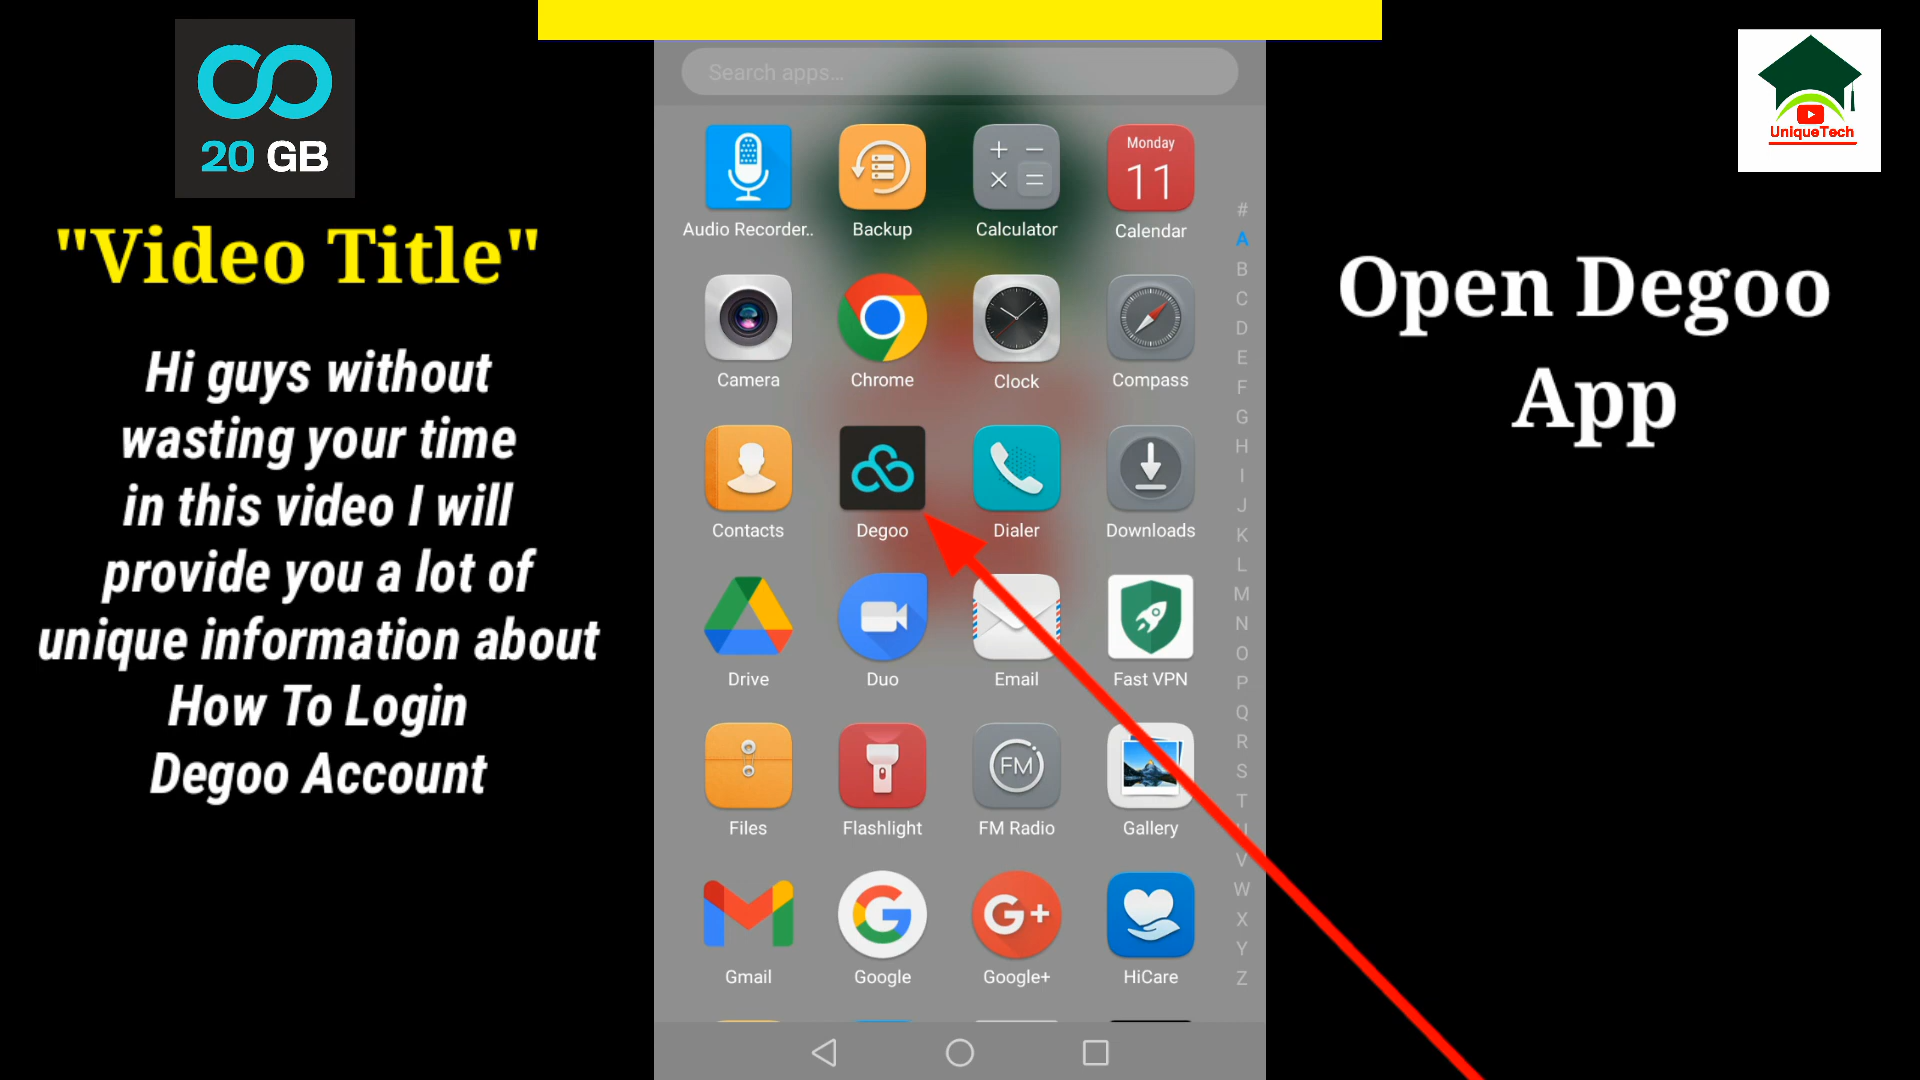 20 GB
"Video Title"
Hi guys without
wasting your time
in this video I will
provide you a lot of
unique information about
How To Login
Degoo Account
Search apps...
Audio Recorder..
Backup
Calculator
Monday
11
Calendar
Camera
Chrome
Clock
Compass
Contacts
Degoo
Dialer
Downloads
Drive
Duo
Email
Fast VPN
Files
Flashlight
FM
FM Radio
Gallery
Gmail
G
Google
G+
Google+
HiCare
#
A
B
C
D
E
F
G
H
I
J
K
L
M
N
O
P
Q
R
S
T
U
V
W
X
Y
Z
UniqueTech
Open Degoo
App